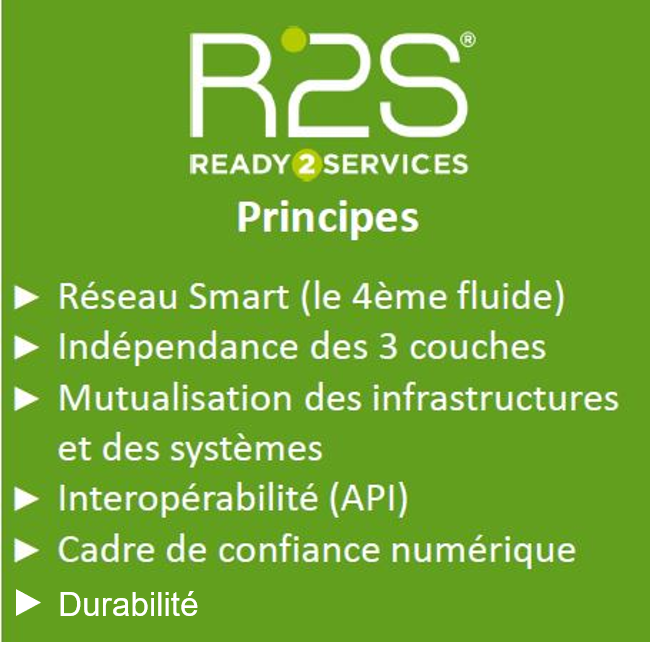 R2S®
READY2SERVICES
Principes
► Réseau Smart (le 4ème fluide)
► Indépendance des 3 couches
► Mutualisation des infrastructures
et des systèmes
► Interopérabilité (API)
► Cadre de confiance numérique
► Durabilité